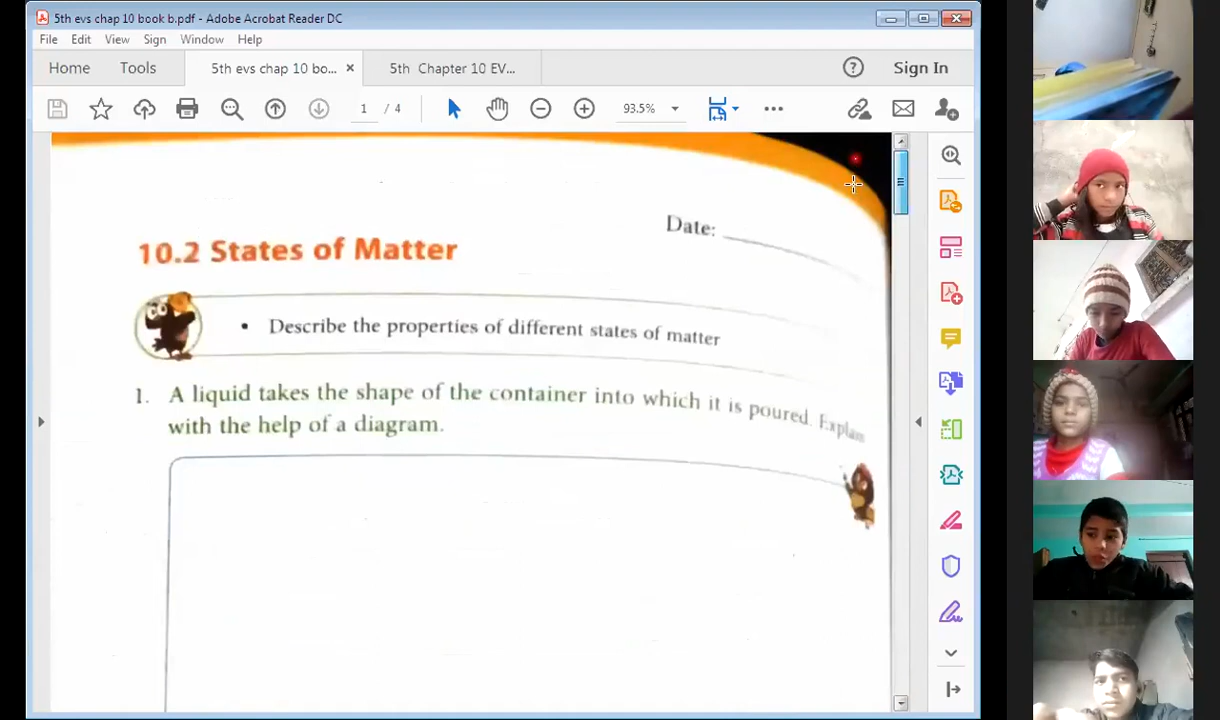 5th evs chap 10 book b.pdf - Adobe Acrobat Reader DC
File Edit View Sign Window Help
Home Tools 5th evs chap 10 bo... × 5th Chapter 10 EV... ? Sign In
1 / 4 93.5%
Date:
10.2 States of Matter
• Describe the properties of different states of matter
1. A liquid takes the shape of the container into which it is poured. Explain
with the help of a diagram.